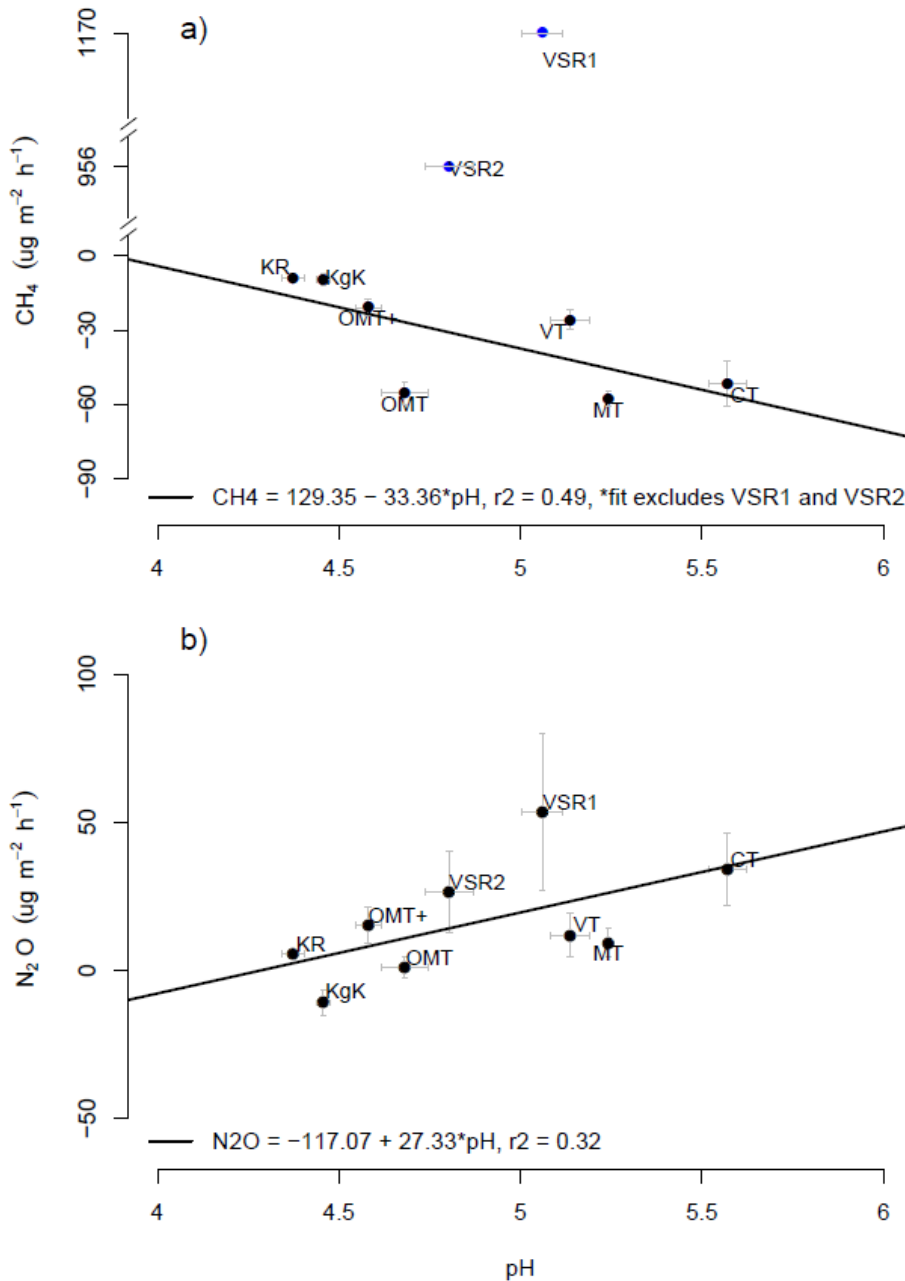 a)
1170
VSR1
956
VSR2
CH₄ (ug m⁻² h⁻¹)
0
KR
KgK
OMT+
VT
−30
OMT
MT
CT
−60
−90
CH4 = 129.35 − 33.36*pH, r2 = 0.49, *fit excludes VSR1 and VSR2
4 4.5 5 5.5 6
b)
100
N₂O (ug m⁻² h⁻¹)
VSR1
50
CT
VSR2
OMT+
VT
KR
OMT
MT
0
KgK
−50
N2O = −117.07 + 27.33*pH, r2 = 0.32
4 4.5 5 5.5 6
pH